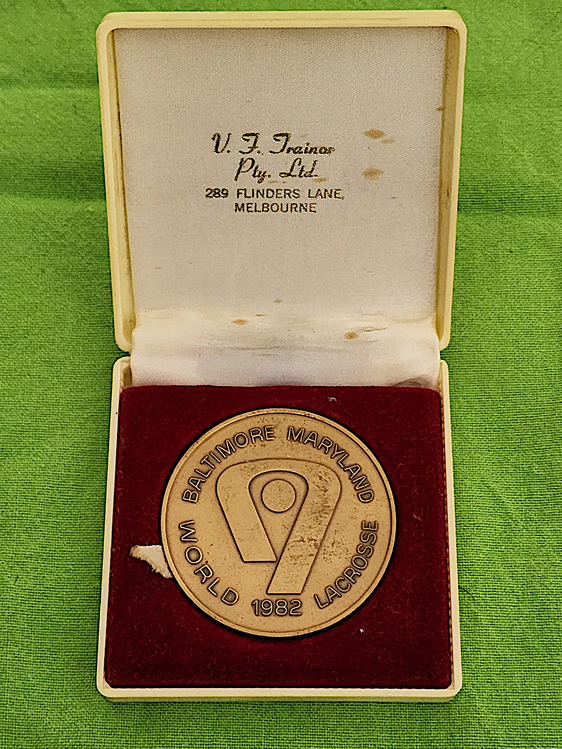 V. F. Trainor
Pty. Ltd.
289 FLINDERS LANE,
MELBOURNE
BALTIMORE MARYLAND
WORLD 1982 LACROSSE